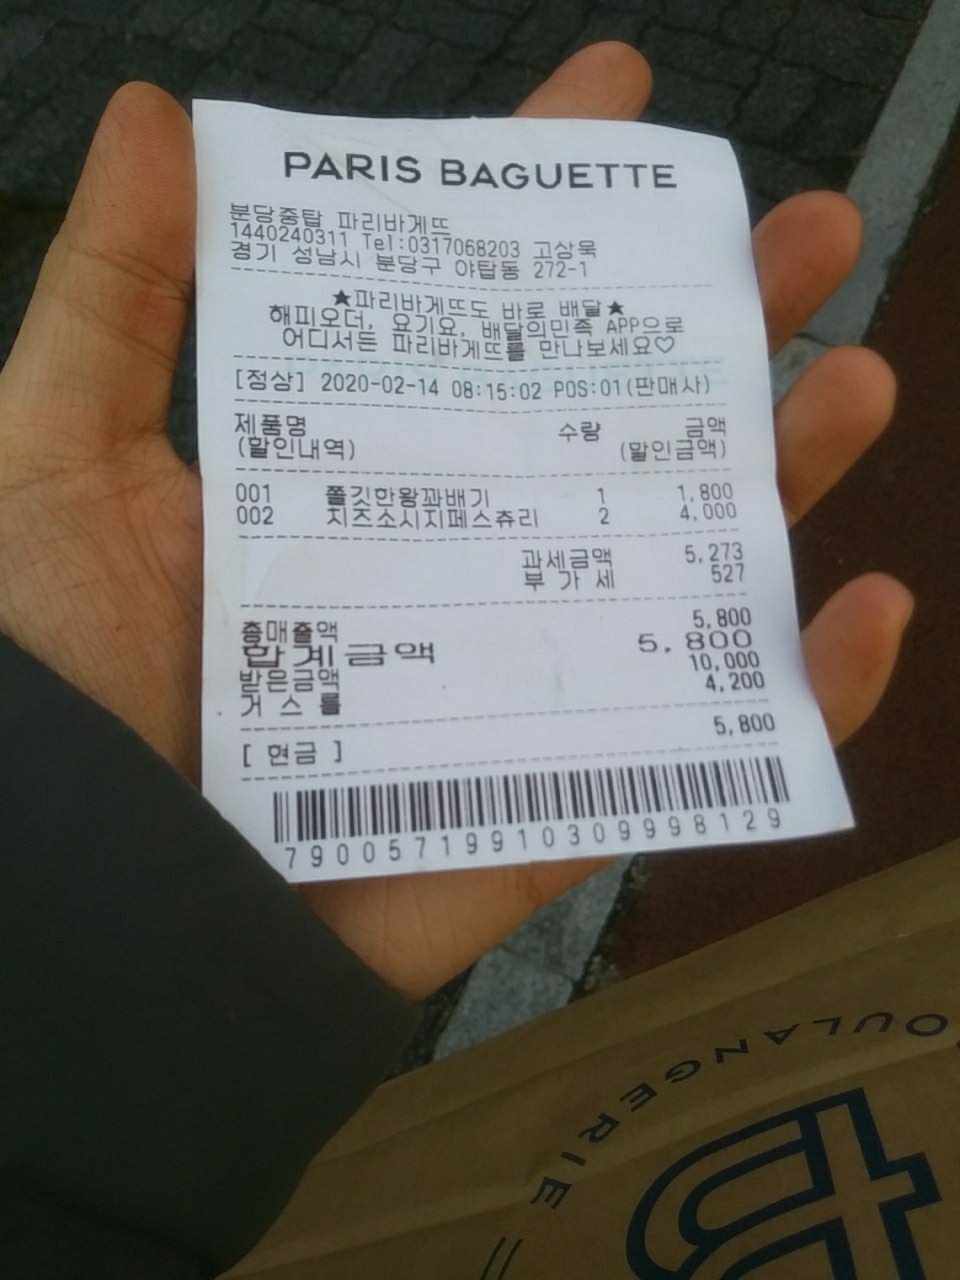 PARIS BAGUETTE
분당중탑 파리바게뜨
1440240311 Tel:0317068203 고상욱
경기 성남시 분당구 야탑동 272-1
★파리바게뜨도 바로 배달★
해피오더, 요기요, 배달의민족 APP으로
어디서든 파리바게뜨를 만나보세요♡
[정상] 2020-02-14 08:15:02 POS:01(판매사)
제품명 수량 금액
(할인내역) (할인금액)
001 쫄깃한왕꽈배기 1 1,800
002 치즈소시지페스츄리 2 4,000
과세금액 5,273
부 가 세 527
총매출액 5,800
합계금액 5,800
받은금액 10,000
거 스 름 4,200
[ 현금 ] 5,800
79005719910309998129
BOULANGERIE
PB